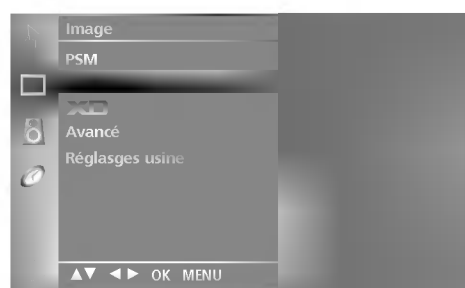 Image
PSM
XD
Avancé
Réglasges usine
▲▼ ◄► OK MENU